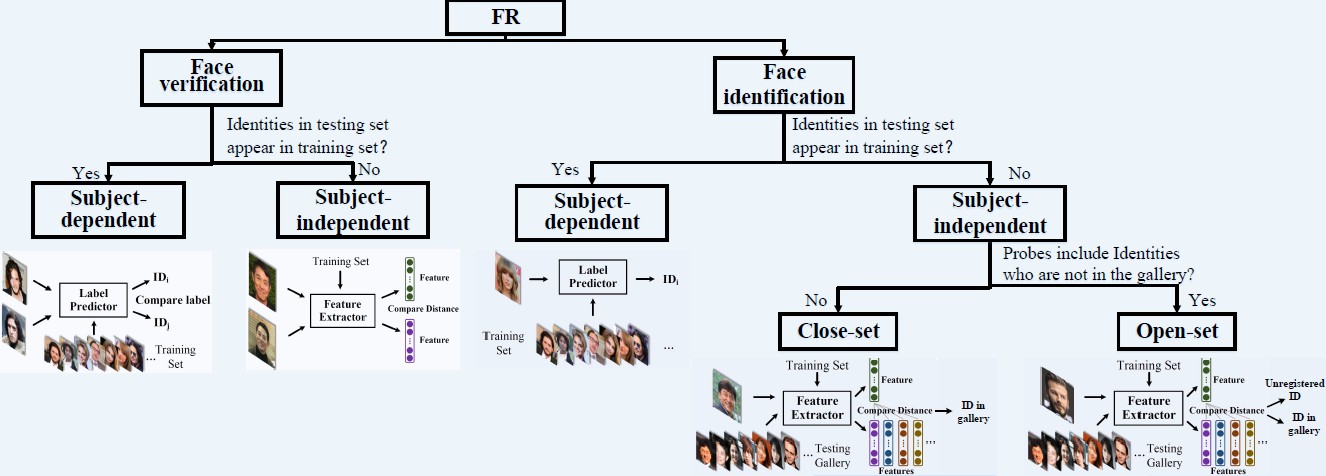 FR
Face
verification
Face
identification
Identities in testing set
appear in training set?
Identities in testing set
appear in training set?
Yes
No
Yes
No
Subject-
dependent
Subject-
independent
Subject-
dependent
Subject-
independent
Label
Predictor
IDi
Compare label
IDj
... Training
Set
Training Set
Feature
Extractor
Feature
Compare Distance
Feature
Label
Predictor
IDi
Training
Set
...
Probes include Identities
who are not in the gallery?
No
Yes
Close-set
Open-set
Training Set
Feature
Extractor
Feature
Compare Distance
ID in
gallery
... Testing
Gallery
...
Features
Training Set
Feature
Extractor
Feature
Compare Distance
Unregistered
ID
ID in
gallery
... Testing
Gallery
...
Features